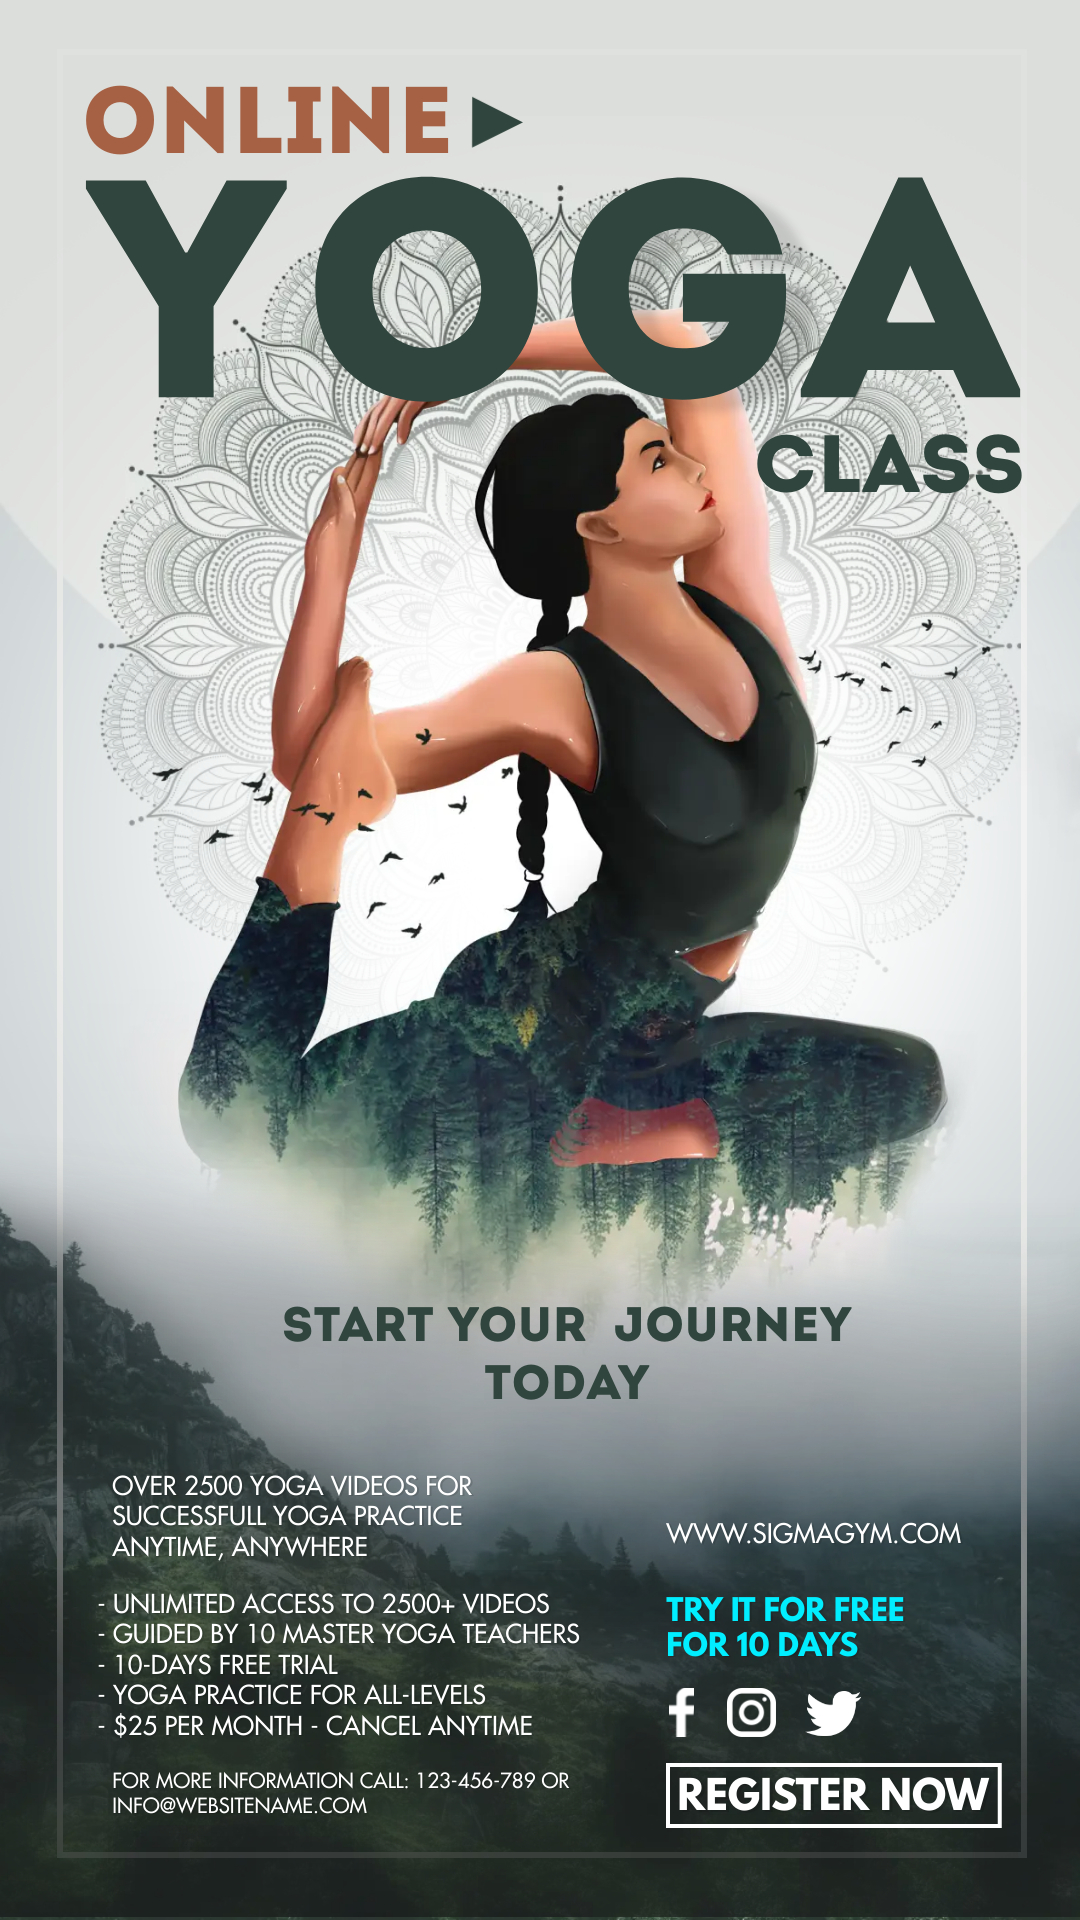 ONLINE
YOGA
CLASS
START YOUR JOURNEY
TODAY
OVER 2500 YOGA VIDEOS FOR
SUCCESSFULL YOGA PRACTICE
ANYTIME, ANYWHERE
- UNLIMITED ACCESS TO 2500+ VIDEOS
- GUIDED BY 10 MASTER YOGA TEACHERS
- 10-DAYS FREE TRIAL
- YOGA PRACTICE FOR ALL-LEVELS
- $25 PER MONTH - CANCEL ANYTIME
FOR MORE INFORMATION CALL: 123-456-789 OR
INFO@WEBSITENAME.COM
WWW.SIGMAGYM.COM
TRY IT FOR FREE
FOR 10 DAYS
REGISTER NOW